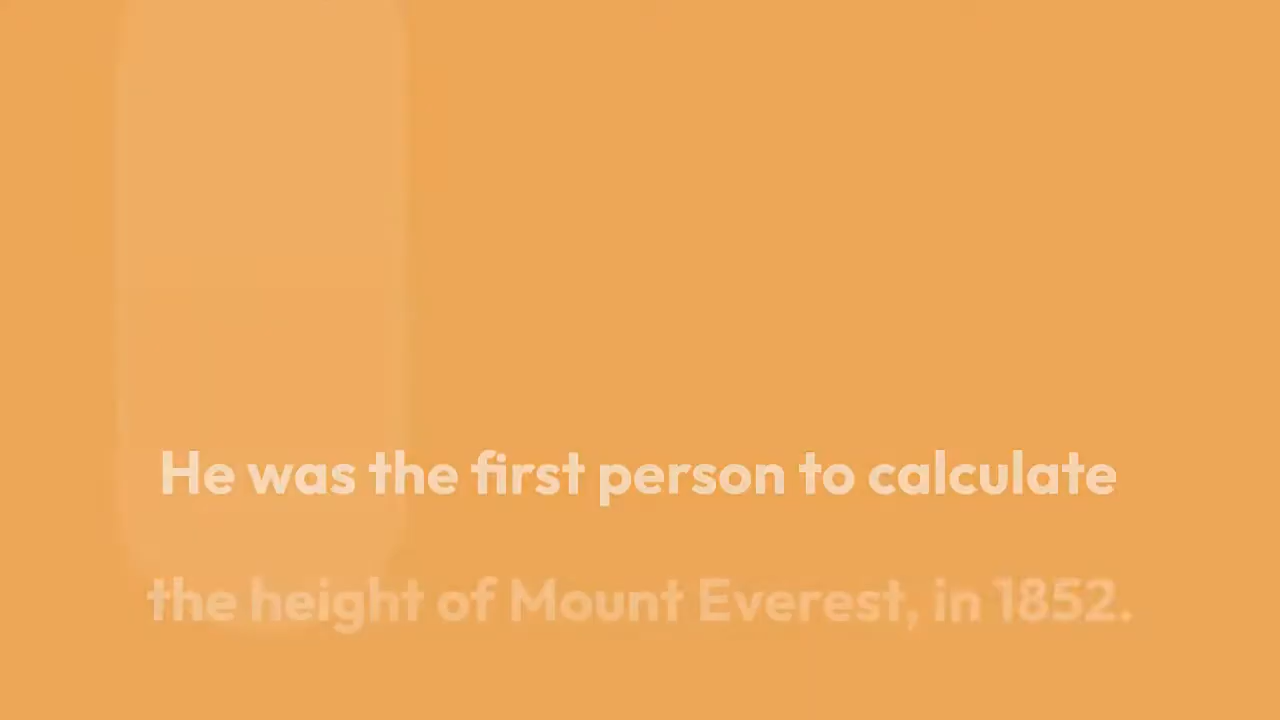 He was the first person to calculate
the height of Mount Everest, in 1852.